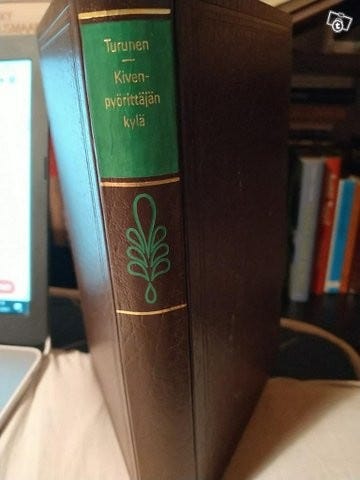 Turunen
Kiven-
pyörittäjän
kylä